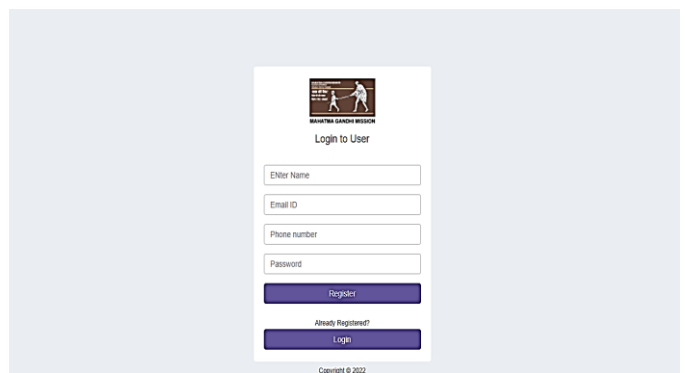 MAHATMA GANDHI MISSION
Login to User
ENter Name
Email ID
Phone number
Password
Register
Already Registered?
Login
Copyright © 2022